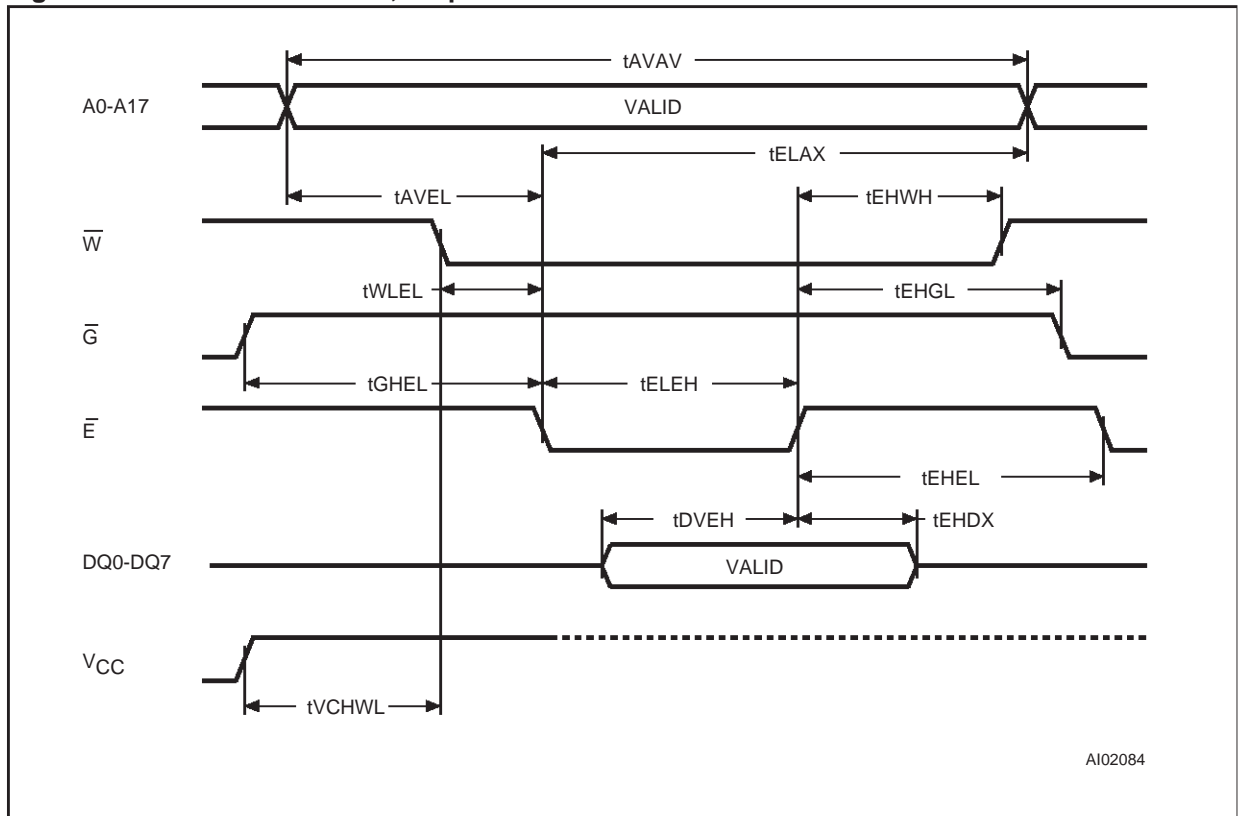 tAVAV
A0-A17
VALID
tELAX
tAVEL
tEHWH
W̅
tWLEL
tEHGL
G̅
tGHEL
tELEH
E̅
tEHEL
tDVEH
tEHDX
DQ0-DQ7
VALID
VCC
tVCHWL
AI02084